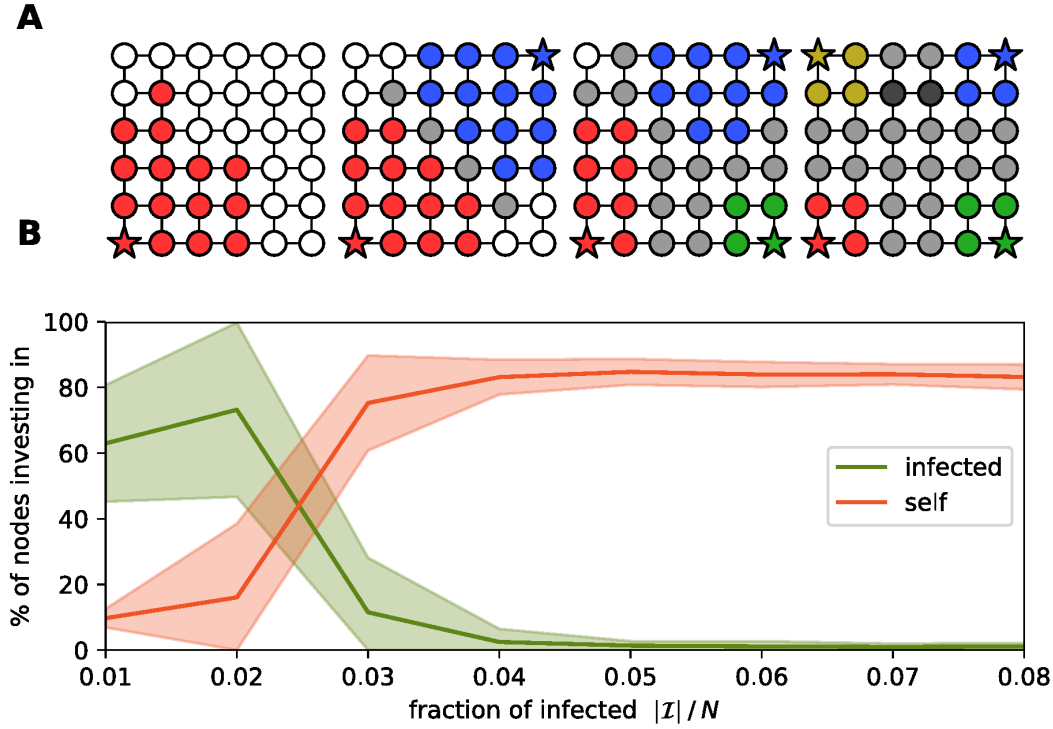 A
B
100
80
60
40
20
0
% of nodes investing in
infected
self
0.01 0.02 0.03 0.04 0.05 0.06 0.07 0.08
fraction of infected |𝓘| / N